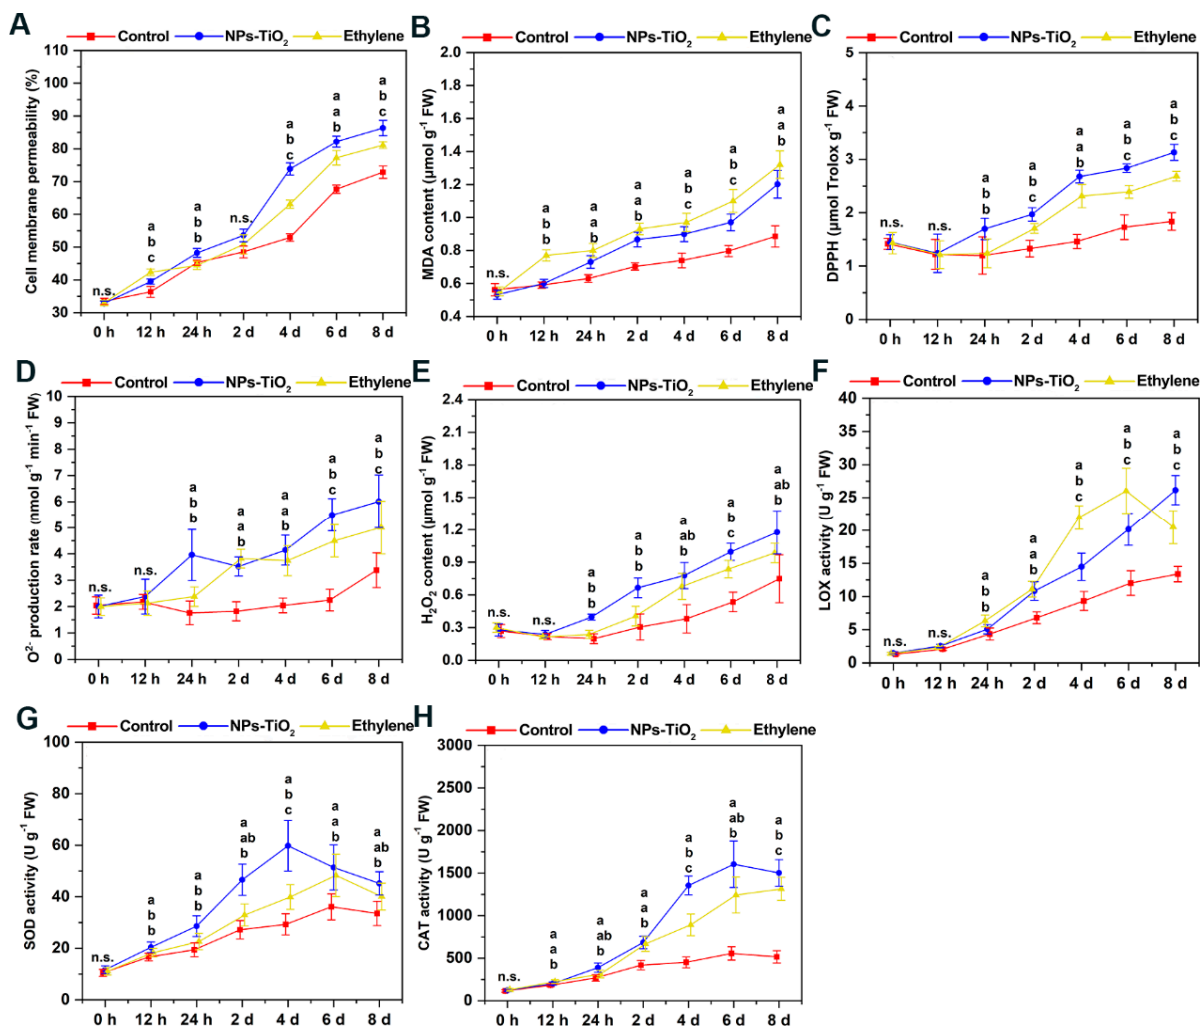 A
Control NPs-TiO2 Ethylene
Cell membrane permeability (%)
110
100
90
80
70
60
50
40
30
n.s.
a
b
c
a
b
b
n.s.
a
b
c
a
a
b
a
b
c
0 h 12 h 24 h 2 d 4 d 6 d 8 d
B
Control NPs-TiO2 Ethylene
MDA content (μmol g-1 FW)
2.0
1.8
1.6
1.4
1.2
1.0
0.8
0.6
0.4
n.s.
a
b
b
a
a
b
a
a
b
a
b
c
a
b
c
a
a
b
0 h 12 h 24 h 2 d 4 d 6 d 8 d
C
Control NPs-TiO2 Ethylene
DPPH (μmol Trolox g-1 FW)
5
4
3
2
1
0
n.s.
n.s.
a
b
b
a
b
c
a
a
b
a
b
c
a
b
c
0 h 12 h 24 h 2 d 4 d 6 d 8 d
D
Control NPs-TiO2 Ethylene
O2- production rate (nmol g-1 min-1 FW)
10
9
8
7
6
5
4
3
2
1
0
n.s.
n.s.
a
b
b
a
a
b
a
a
b
a
b
c
a
b
c
0 h 12 h 24 h 2 d 4 d 6 d 8 d
E
Control NPs-TiO2 Ethylene
H2O2 content (μmol g-1 FW)
2.4
2.1
1.8
1.5
1.2
0.9
0.6
0.3
0.0
n.s.
n.s.
a
b
b
a
b
b
a
ab
b
a
b
c
a
ab
b
0 h 12 h 24 h 2 d 4 d 6 d 8 d
F
Control NPs-TiO2 Ethylene
LOX activity (U g-1 FW)
40
35
30
25
20
15
10
5
0
n.s.
n.s.
a
b
b
a
a
b
a
b
c
a
b
c
a
b
c
0 h 12 h 24 h 2 d 4 d 6 d 8 d
G
Control NPs-TiO2 Ethylene
SOD activity (U g-1 FW)
100
80
60
40
20
0
n.s.
a
b
b
a
b
b
a
ab
b
a
b
c
a
a
b
a
ab
b
0 h 12 h 24 h 2 d 4 d 6 d 8 d
H
Control NPs-TiO2 Ethylene
CAT activity (U g-1 FW)
3000
2500
2000
1500
1000
500
0
n.s.
a
a
b
a
ab
b
a
a
b
a
b
c
a
ab
b
a
b
c
0 h 12 h 24 h 2 d 4 d 6 d 8 d